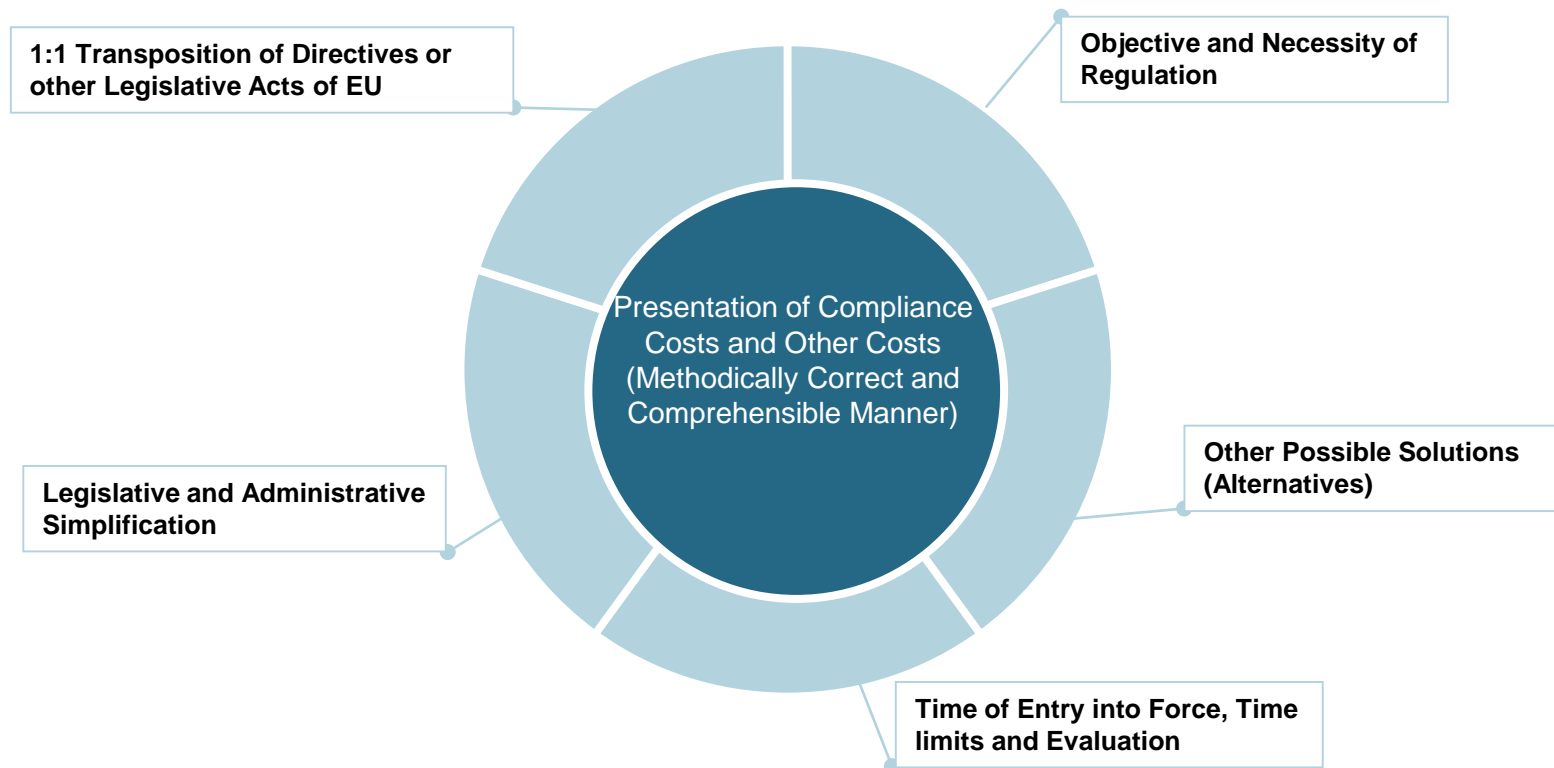 1:1 Transposition of Directives or
other Legislative Acts of EU
Objective and Necessity of
Regulation
Presentation of Compliance
Costs and Other Costs
(Methodically Correct and
Comprehensible Manner)
Other Possible Solutions
(Alternatives)
Legislative and Administrative
Simplification
Time of Entry into Force, Time
limits and Evaluation